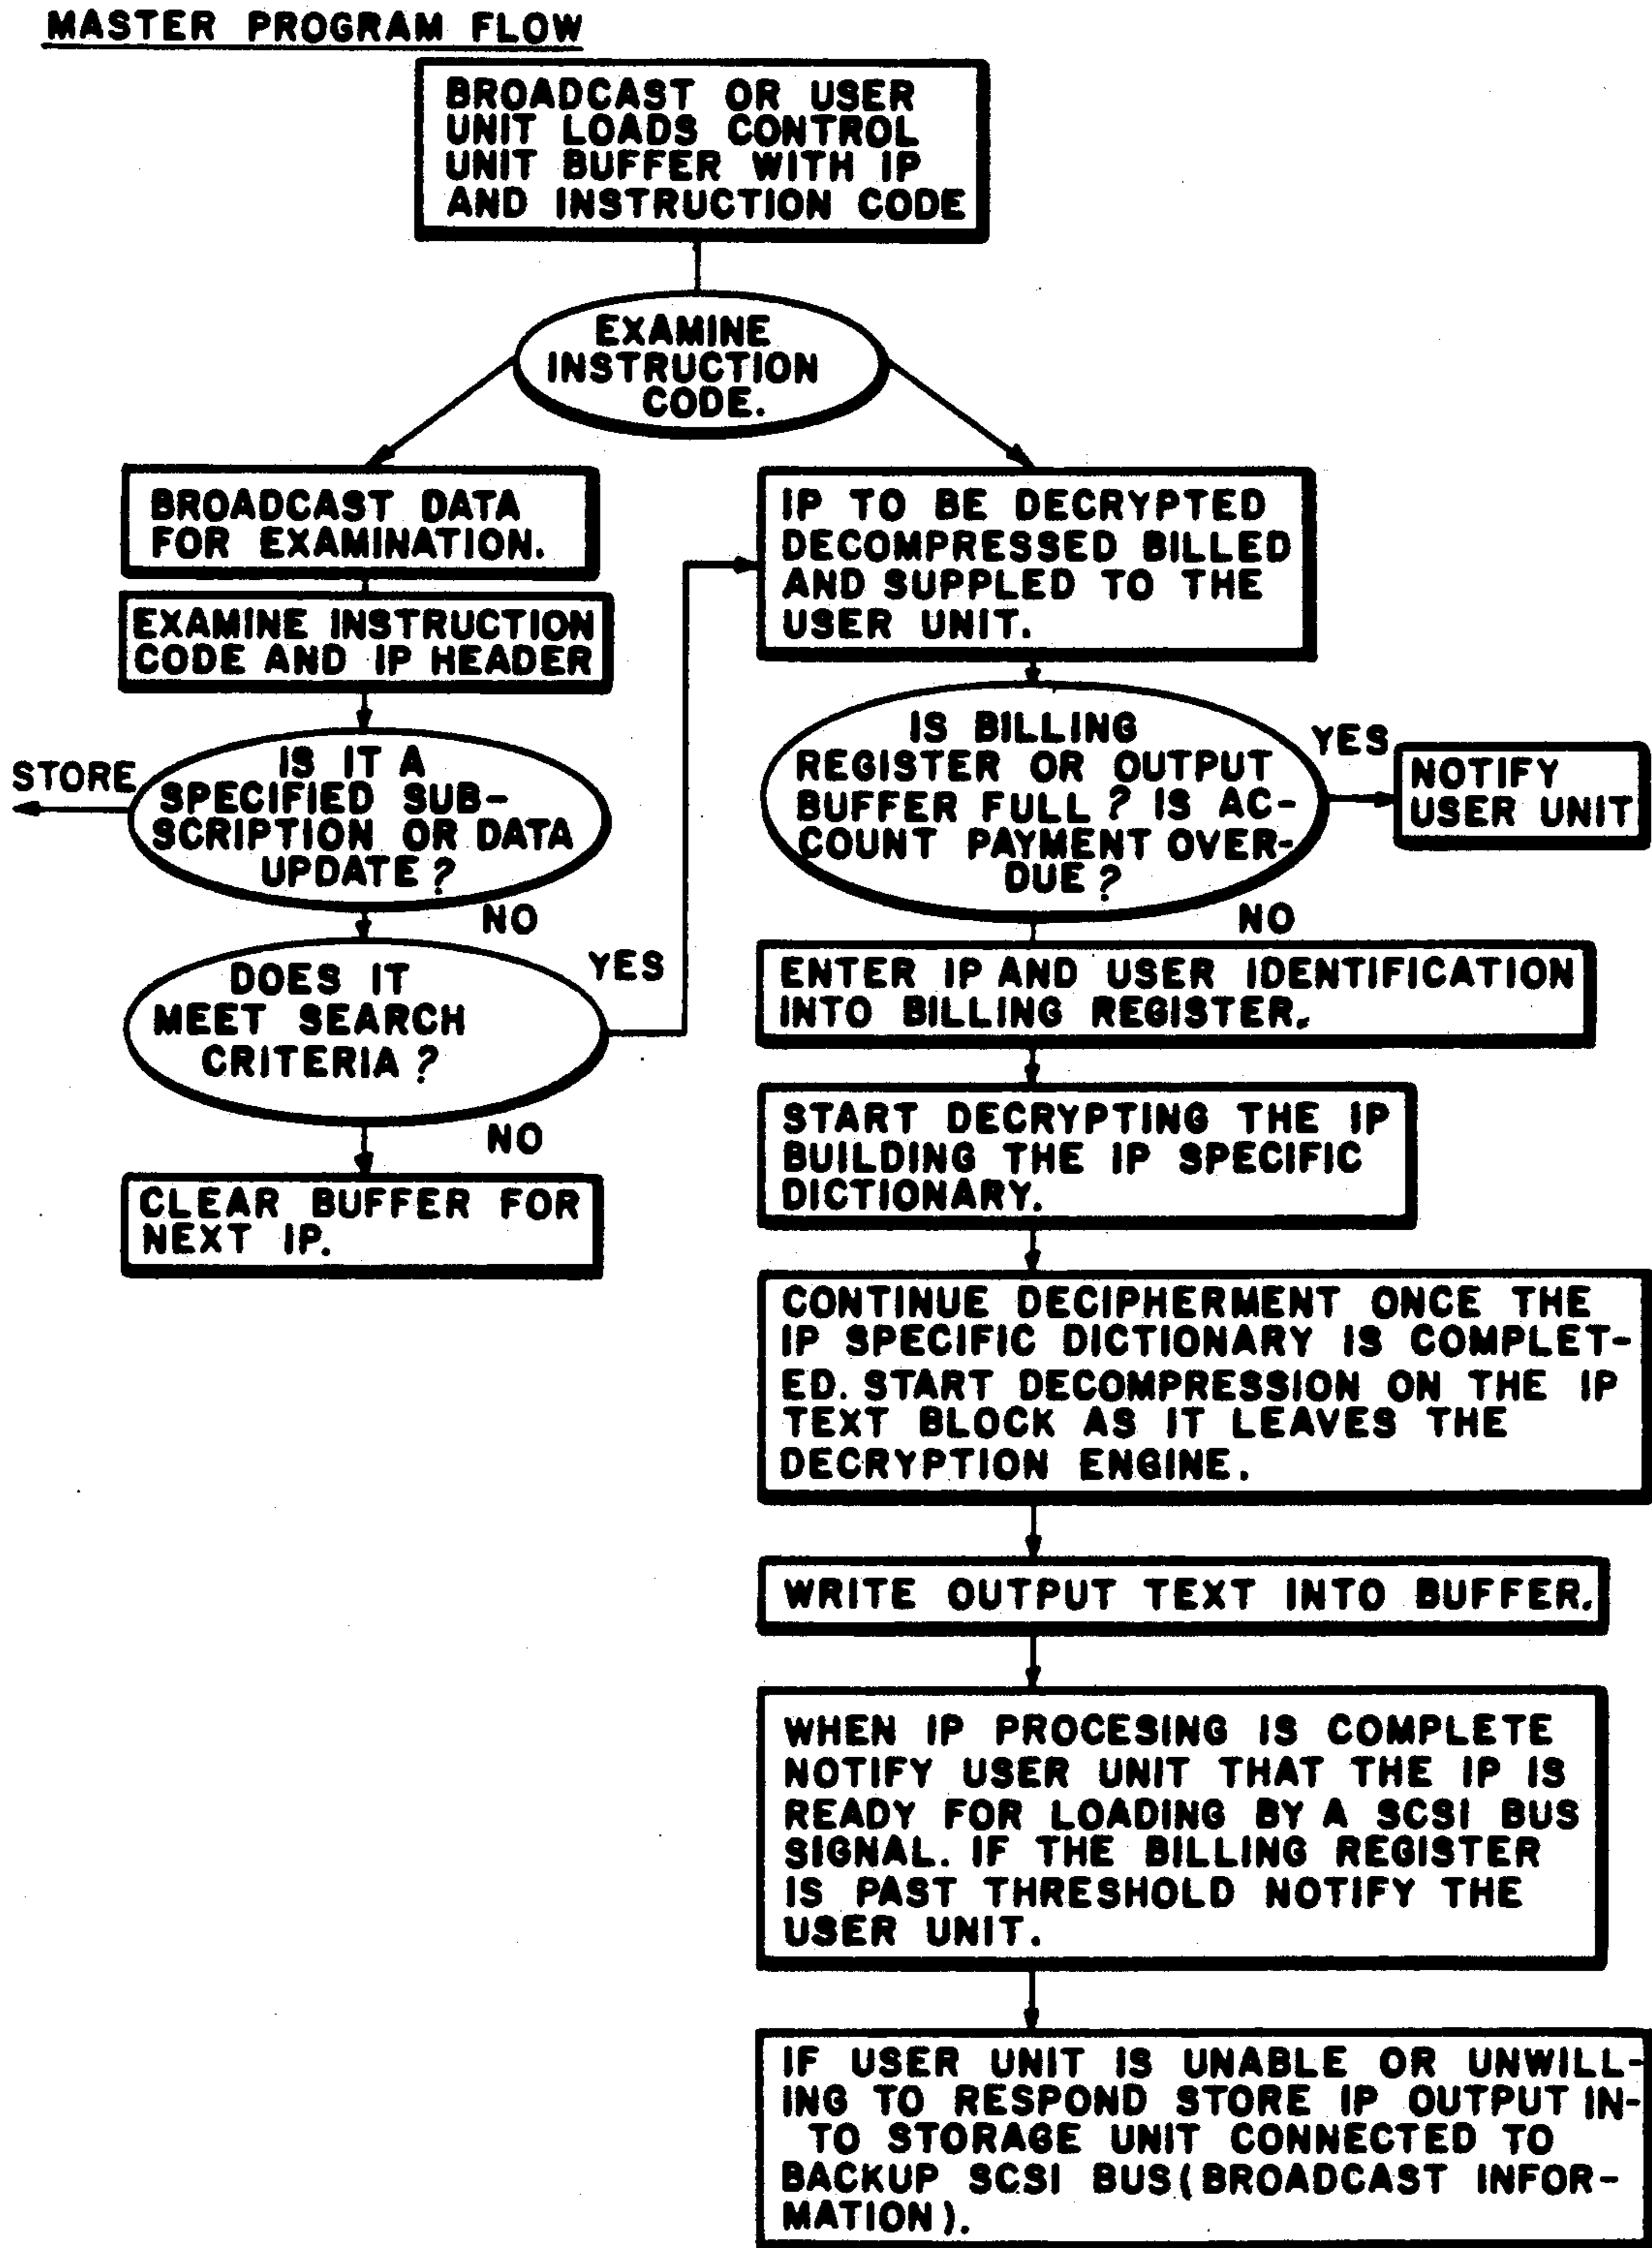 MASTER PROGRAM FLOW
BROADCAST OR USER
UNIT LOADS CONTROL
UNIT BUFFER WITH IP
AND INSTRUCTION CODE
EXAMINE
INSTRUCTION
CODE.
BROADCAST DATA
FOR EXAMINATION.
EXAMINE INSTRUCTION
CODE AND IP HEADER
IS IT A
SPECIFIED SUB-
SCRIPTION OR DATA
UPDATE?
STORE
NO
DOES IT
MEET SEARCH
CRITERIA?
YES
NO
CLEAR BUFFER FOR
NEXT IP.
IP TO BE DECRYPTED
DECOMPRESSED BILLED
AND SUPPLED TO THE
USER UNIT.
IS BILLING
REGISTER OR OUTPUT
BUFFER FULL? IS AC-
COUNT PAYMENT OVER-
DUE?
YES
NOTIFY
USER UNIT
NO
ENTER IP AND USER IDENTIFICATION
INTO BILLING REGISTER.
START DECRYPTING THE IP
BUILDING THE IP SPECIFIC
DICTIONARY.
CONTINUE DECIPHERMENT ONCE THE
IP SPECIFIC DICTIONARY IS COMPLET-
ED. START DECOMPRESSION ON THE IP
TEXT BLOCK AS IT LEAVES THE
DECRYPTION ENGINE.
WRITE OUTPUT TEXT INTO BUFFER.
WHEN IP PROCESING IS COMPLETE
NOTIFY USER UNIT THAT THE IP IS
READY FOR LOADING BY A SCSI BUS
SIGNAL. IF THE BILLING REGISTER
IS PAST THRESHOLD NOTIFY THE
USER UNIT.
IF USER UNIT IS UNABLE OR UNWILL-
ING TO RESPOND STORE IP OUTPUT IN-
TO STORAGE UNIT CONNECTED TO
BACKUP SCSI BUS(BROADCAST INFOR-
MATION).